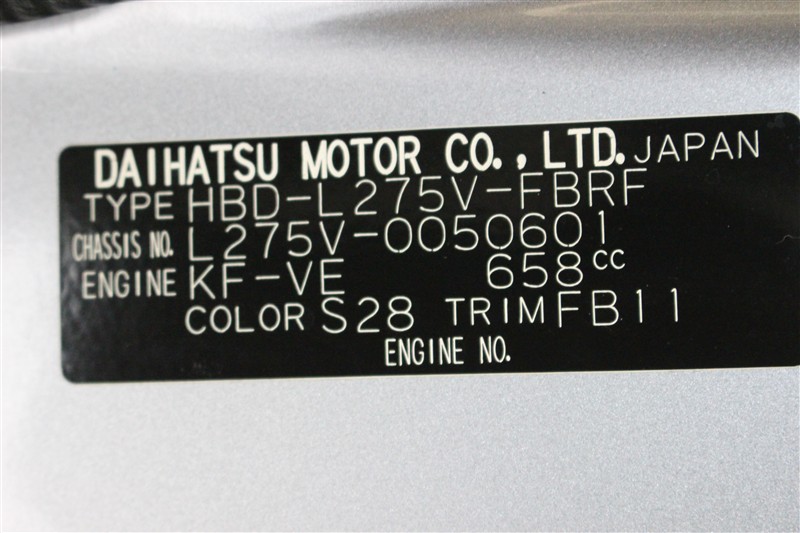 DAIHATSU MOTOR CO., LTD. JAPAN
TYPE HBD-L275V-FBRF
CHASSIS NO. L275V-0050601
ENGINE KF-VE 658cc
COLOR S28 TRIM FB11
ENGINE NO.